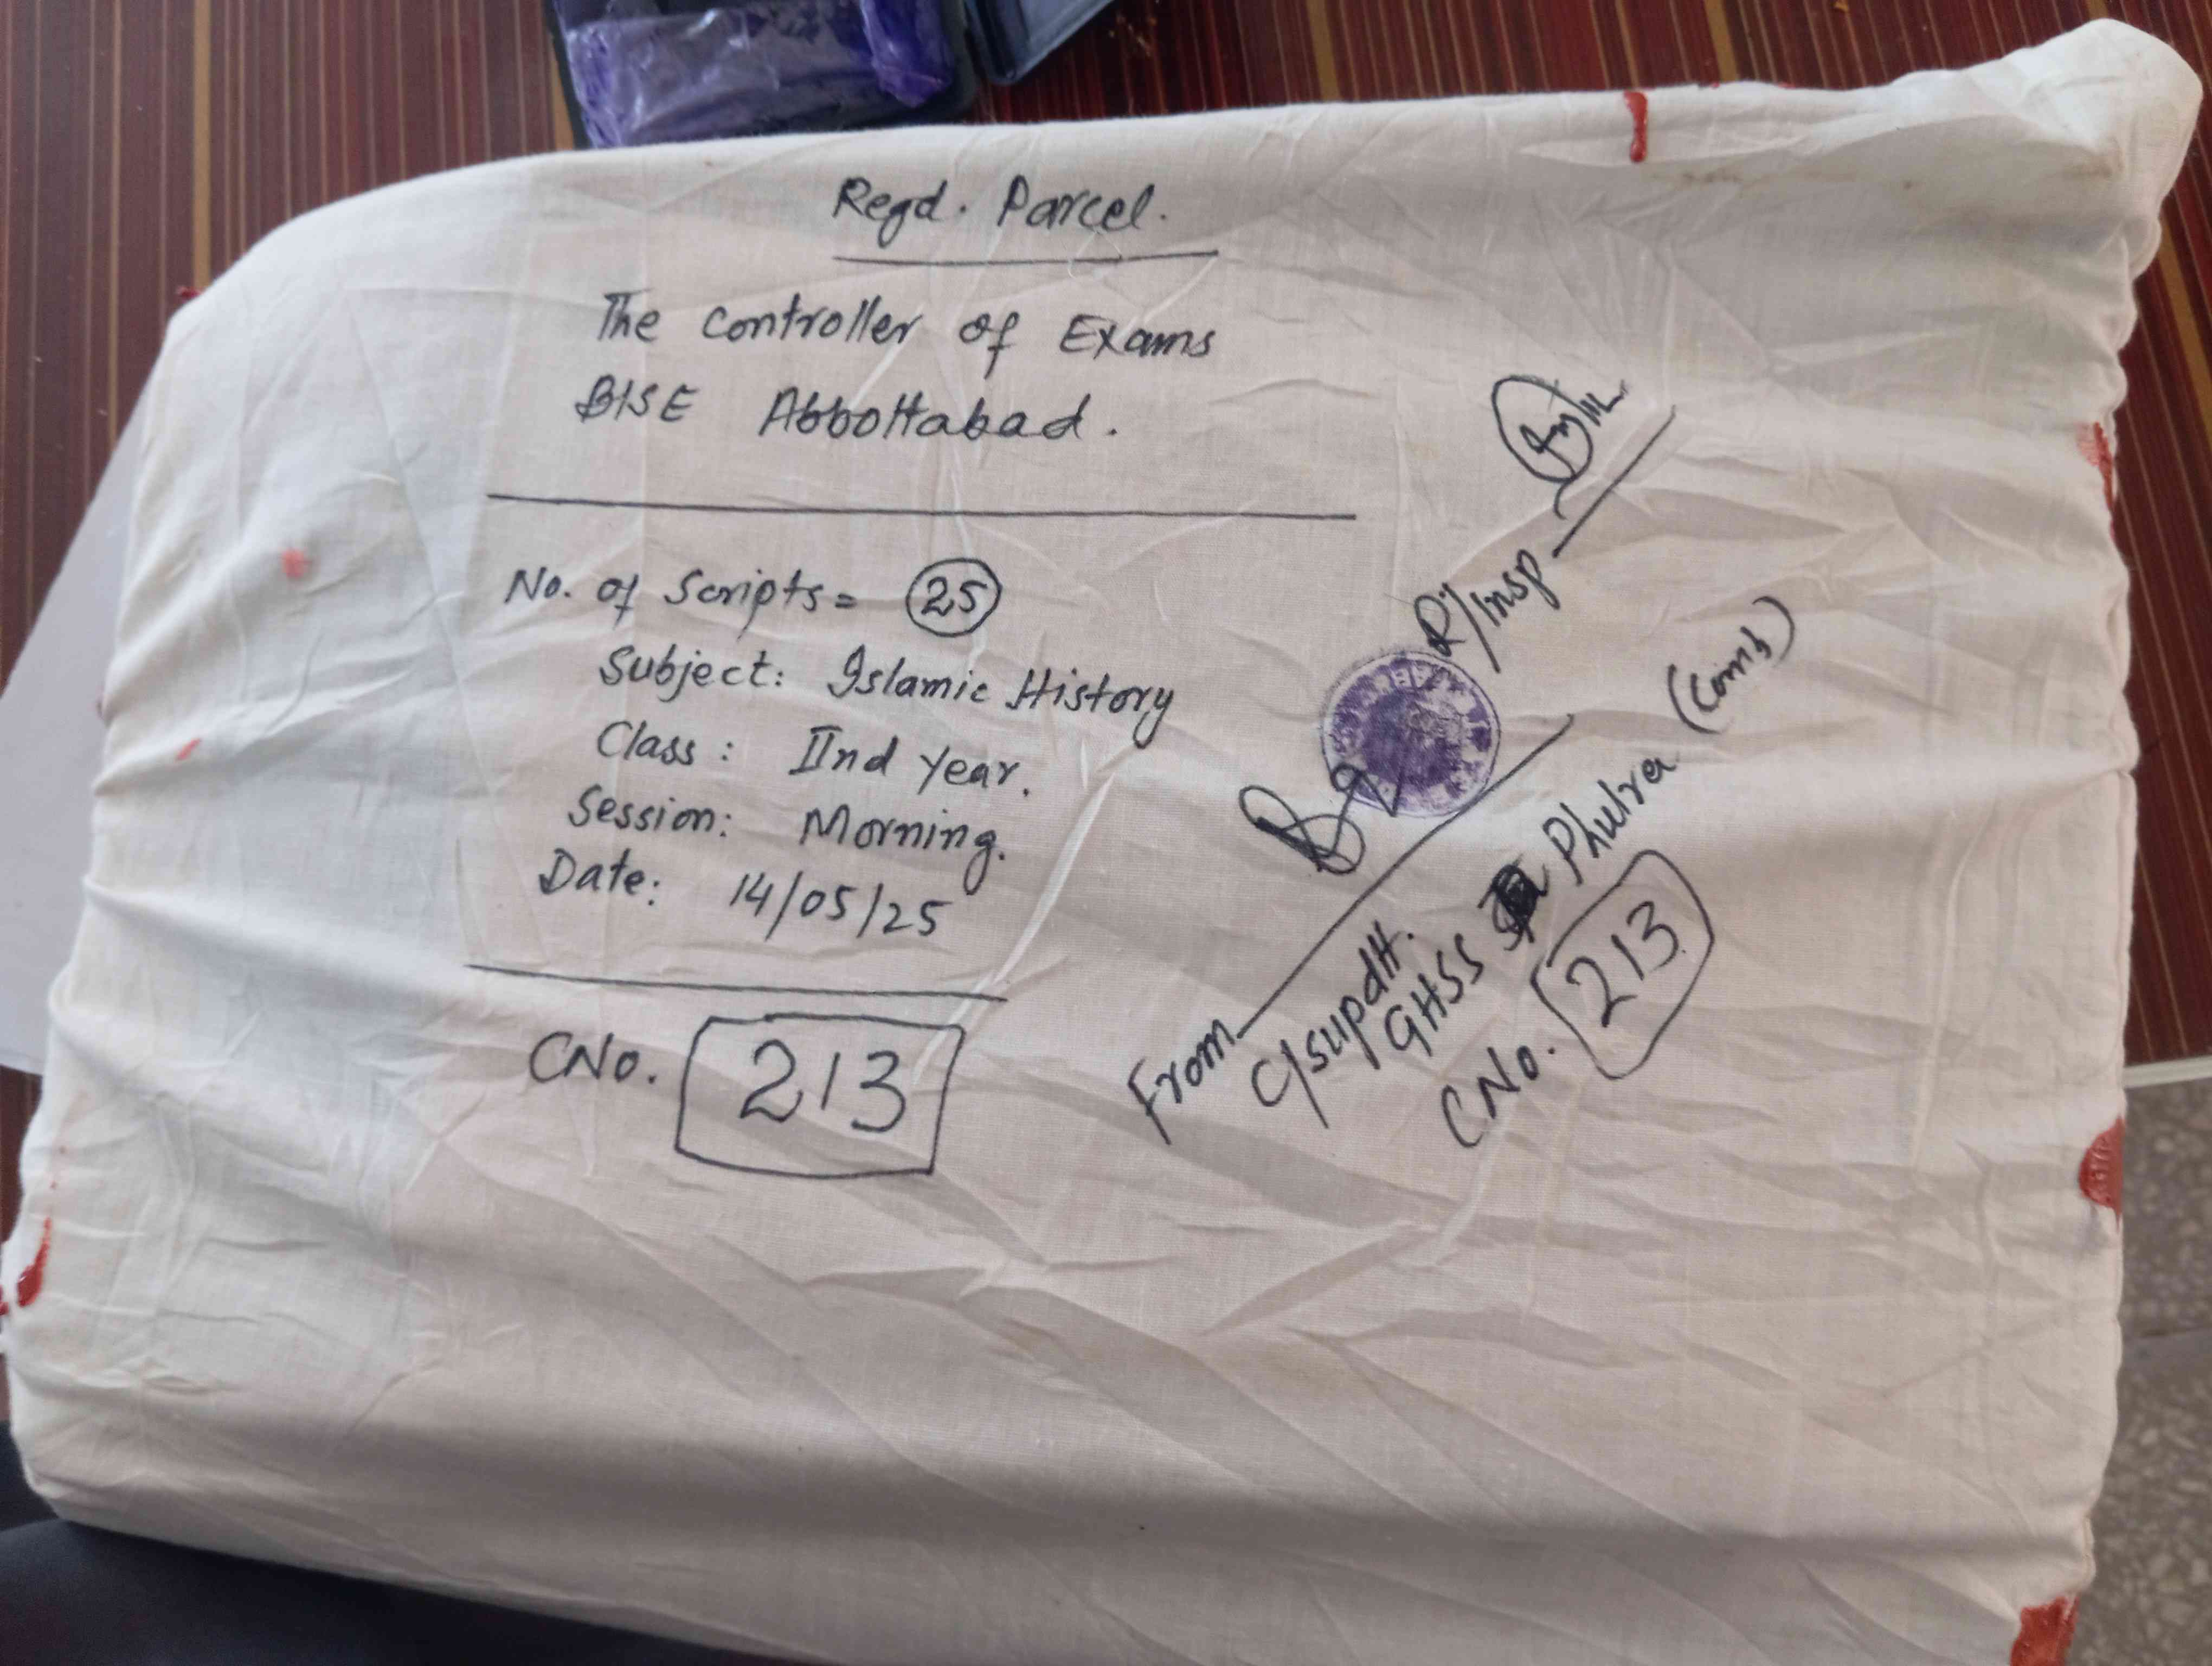 Regd. Parcel.
The Controller of Exams
BISE Abbottabad.
No. of Scripts = 25
Subject: Islamic History
Class: IInd Year.
Session: Morning.
Date: 14/05/25
CNo. 213
R/Insp
From
C/Supdtt.
GHSS Phulra (Coms)
CNo. 213